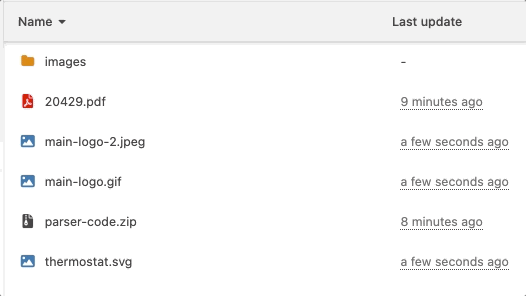 Name Last update
images -
20429.pdf 9 minutes ago
main-logo-2.jpeg a few seconds ago
main-logo.gif a few seconds ago
parser-code.zip 8 minutes ago
thermostat.svg a few seconds ago